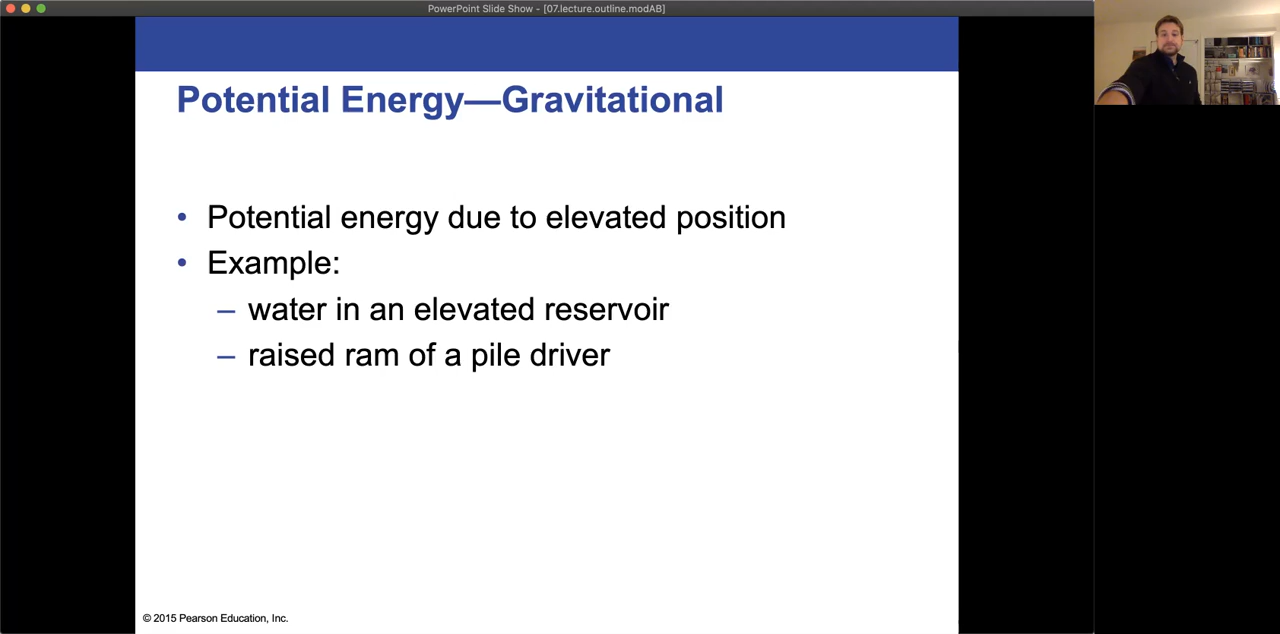 PowerPoint Slide Show - [07.lecture.outline.modAB]
Potential Energy—Gravitational
• Potential energy due to elevated position
• Example:
– water in an elevated reservoir
– raised ram of a pile driver
© 2015 Pearson Education, Inc.